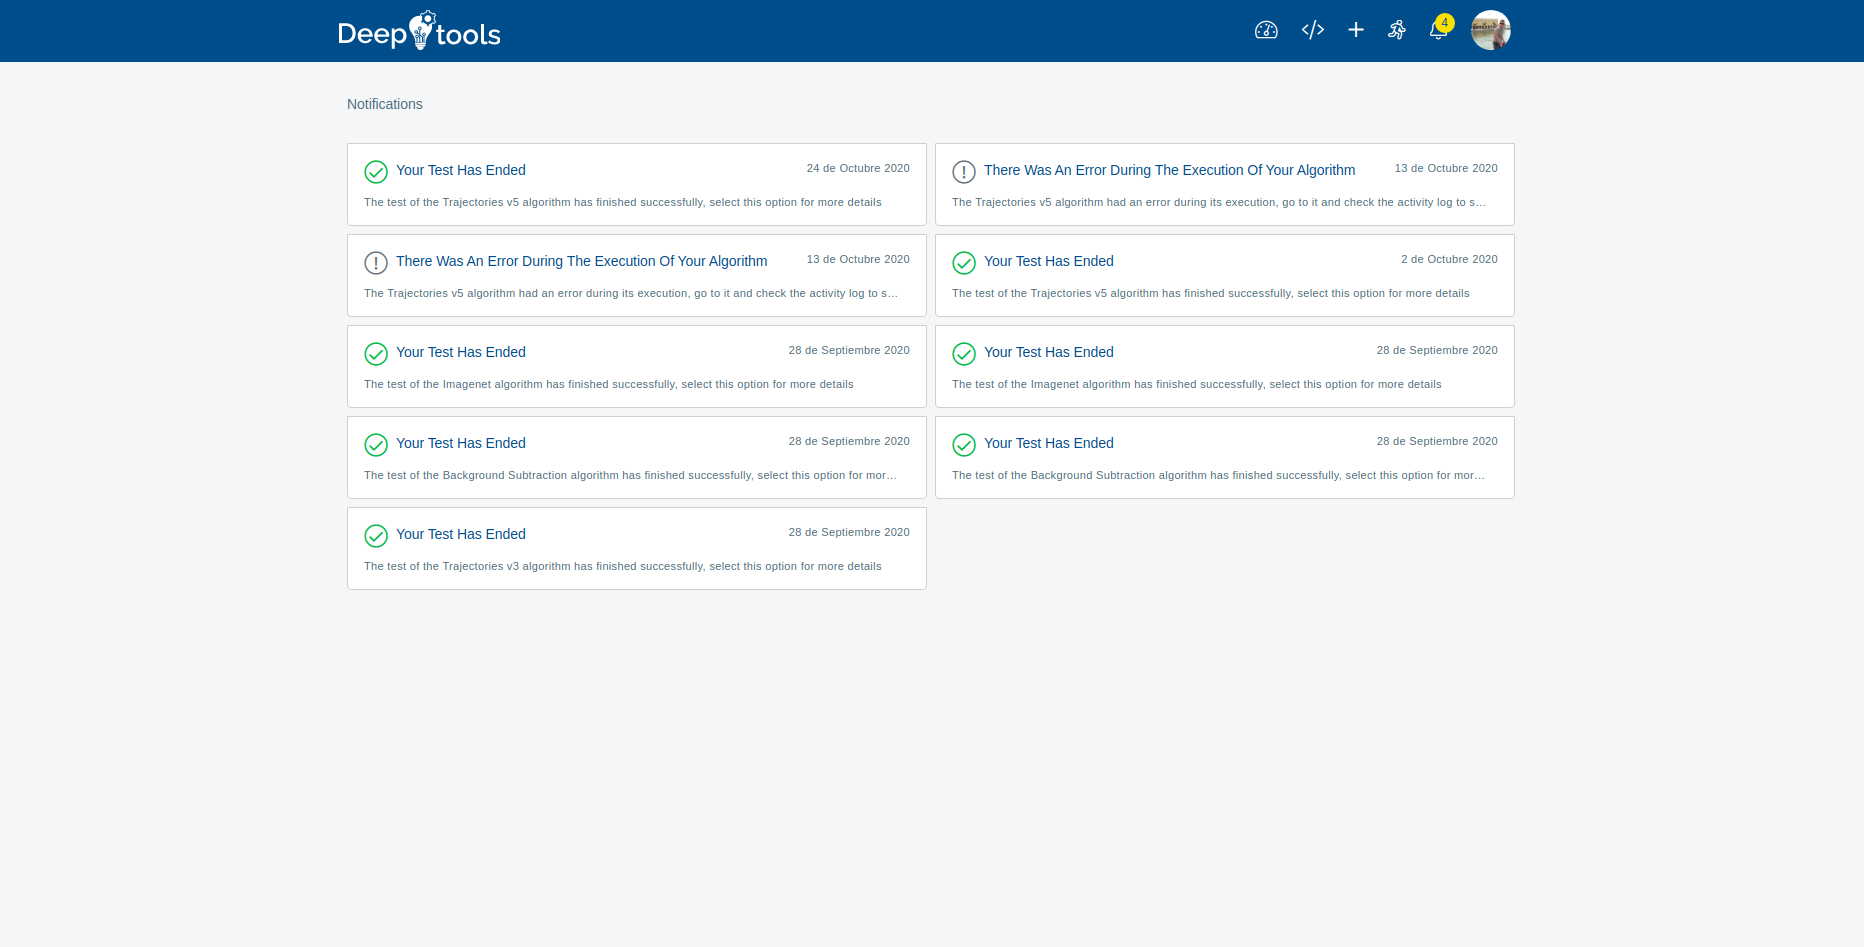 Deep tools
4
Notifications
Your Test Has Ended
24 de Octubre 2020
The test of the Trajectories v5 algorithm has finished successfully, select this option for more details
There Was An Error During The Execution Of Your Algorithm
13 de Octubre 2020
The Trajectories v5 algorithm had an error during its execution, go to it and check the activity log to s...
There Was An Error During The Execution Of Your Algorithm
13 de Octubre 2020
The Trajectories v5 algorithm had an error during its execution, go to it and check the activity log to s...
Your Test Has Ended
2 de Octubre 2020
The test of the Trajectories v5 algorithm has finished successfully, select this option for more details
Your Test Has Ended
28 de Septiembre 2020
The test of the Imagenet algorithm has finished successfully, select this option for more details
Your Test Has Ended
28 de Septiembre 2020
The test of the Imagenet algorithm has finished successfully, select this option for more details
Your Test Has Ended
28 de Septiembre 2020
The test of the Background Subtraction algorithm has finished successfully, select this option for mor...
Your Test Has Ended
28 de Septiembre 2020
The test of the Background Subtraction algorithm has finished successfully, select this option for mor...
Your Test Has Ended
28 de Septiembre 2020
The test of the Trajectories v3 algorithm has finished successfully, select this option for more details